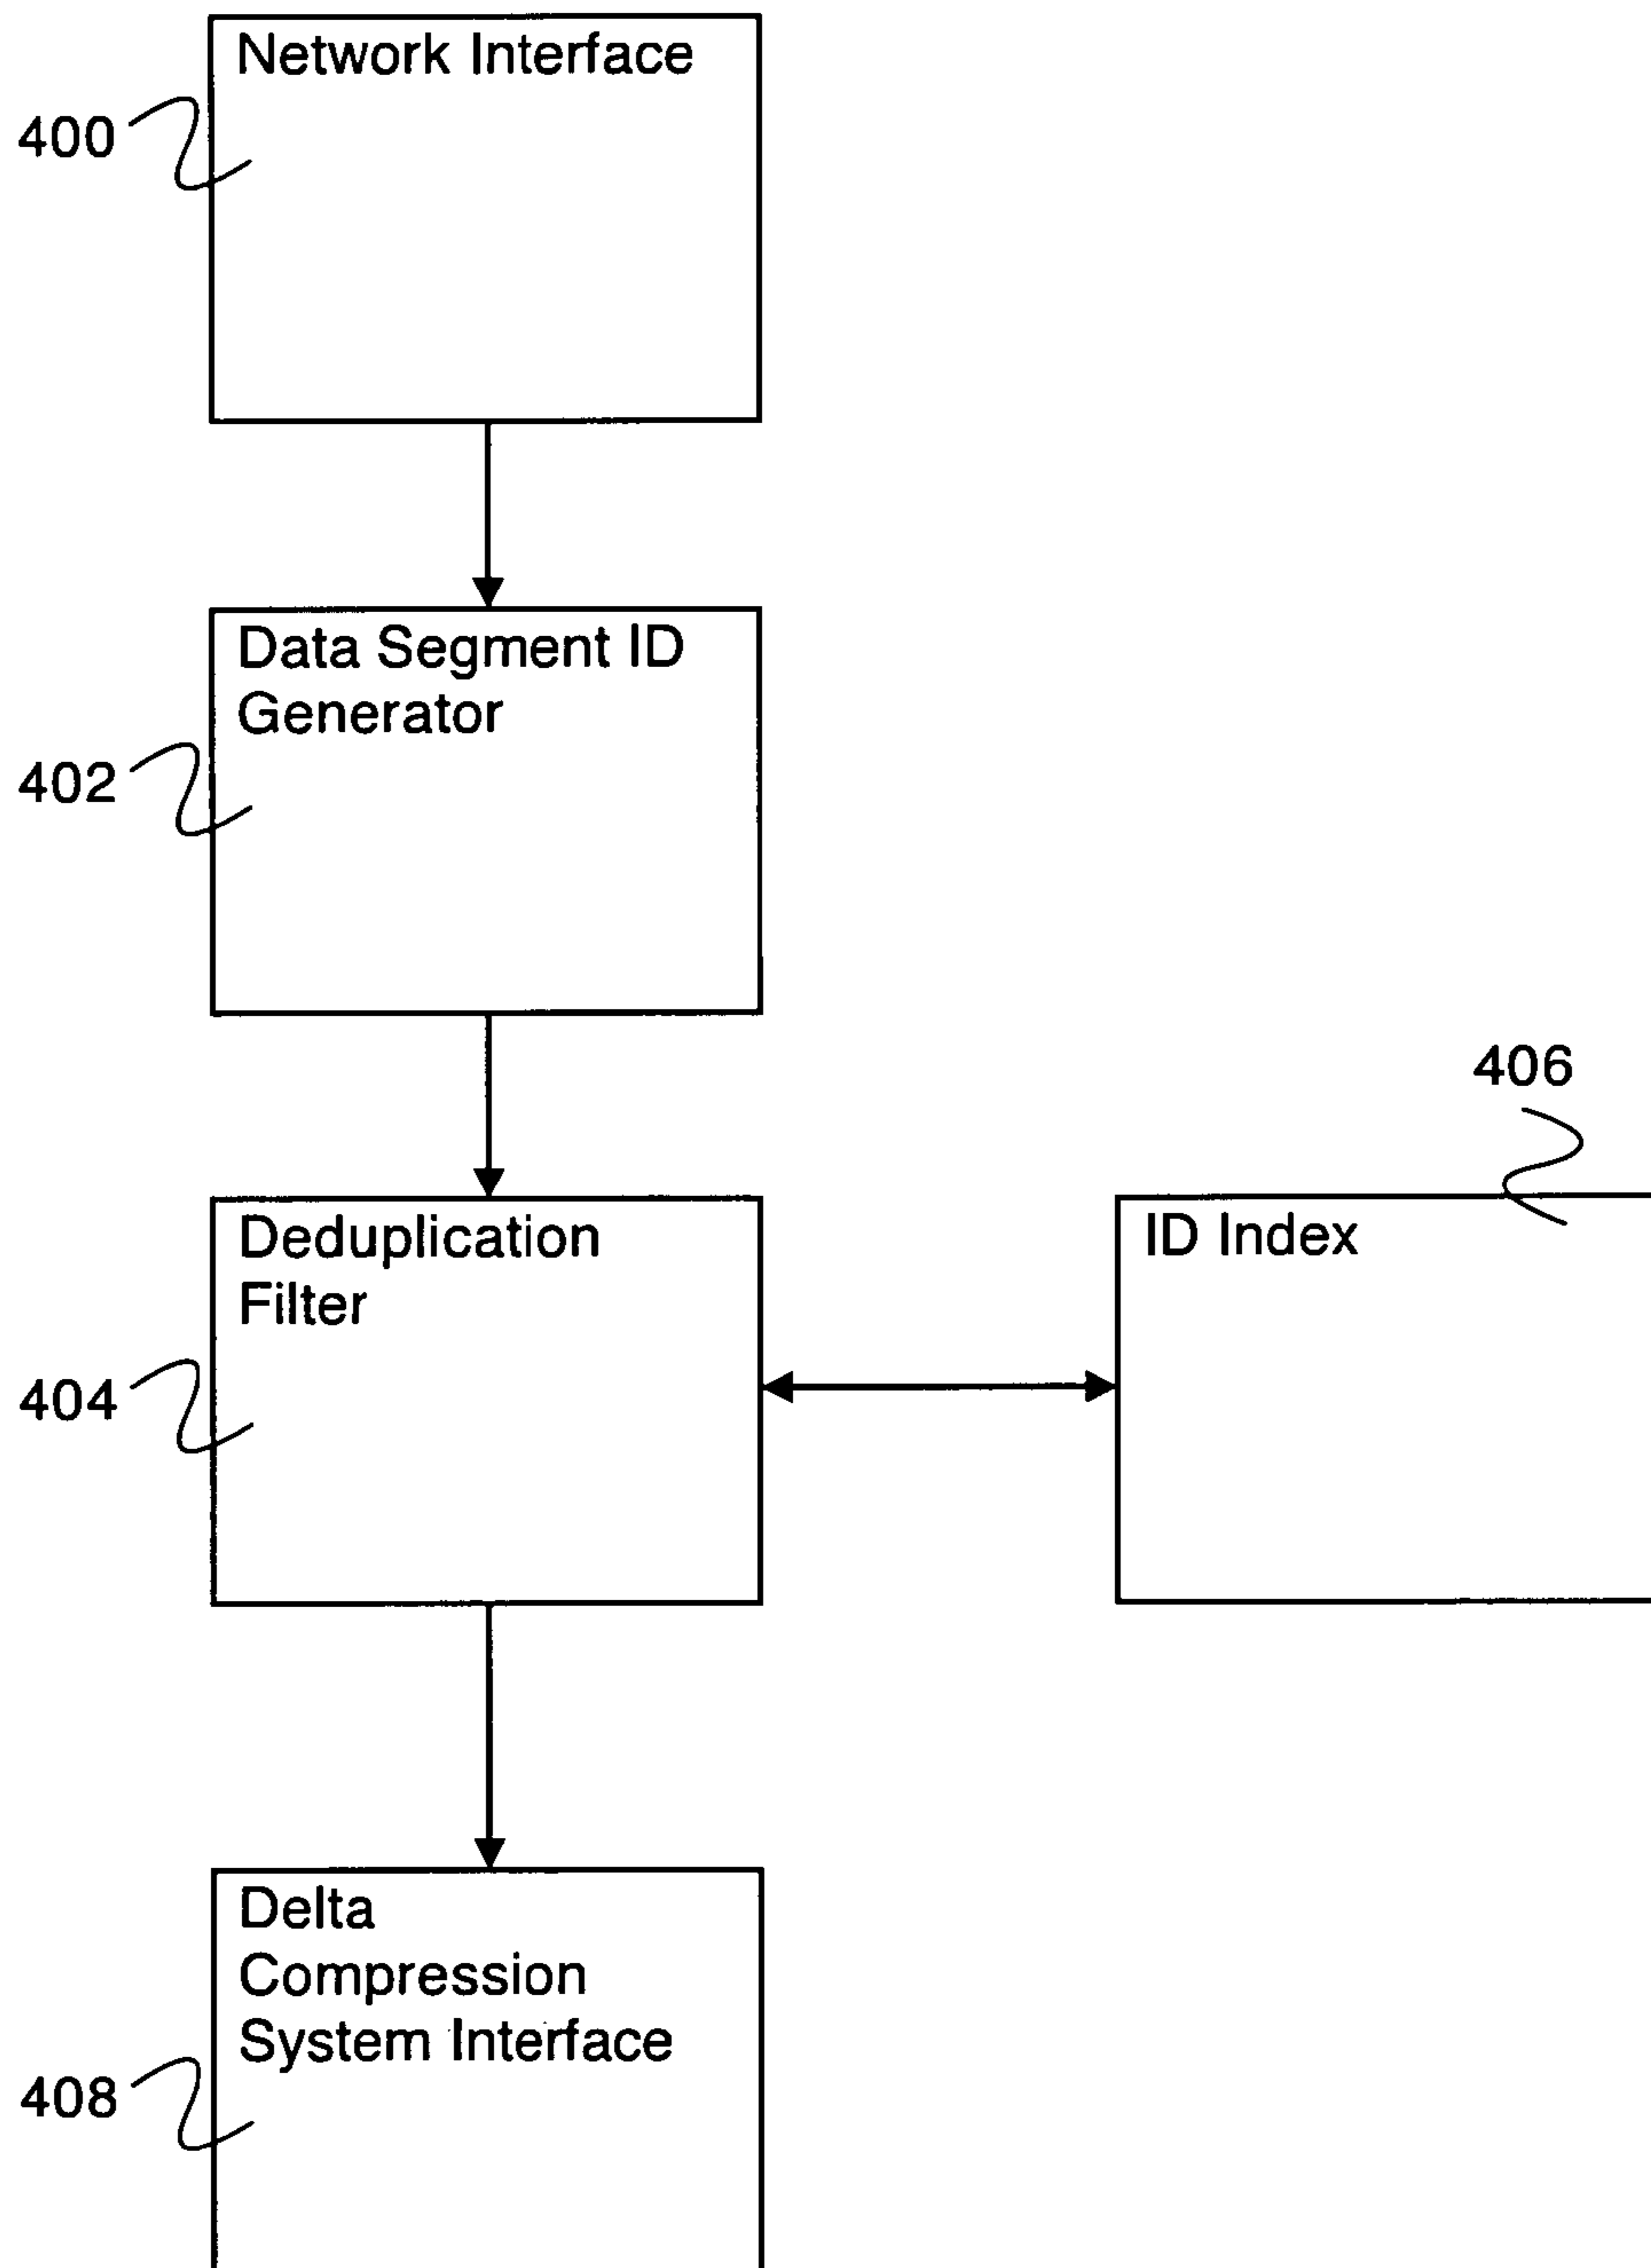 Network Interface
400
Data Segment ID
Generator
402
406
Deduplication
Filter
ID Index
404
Delta
Compression
System Interface
408